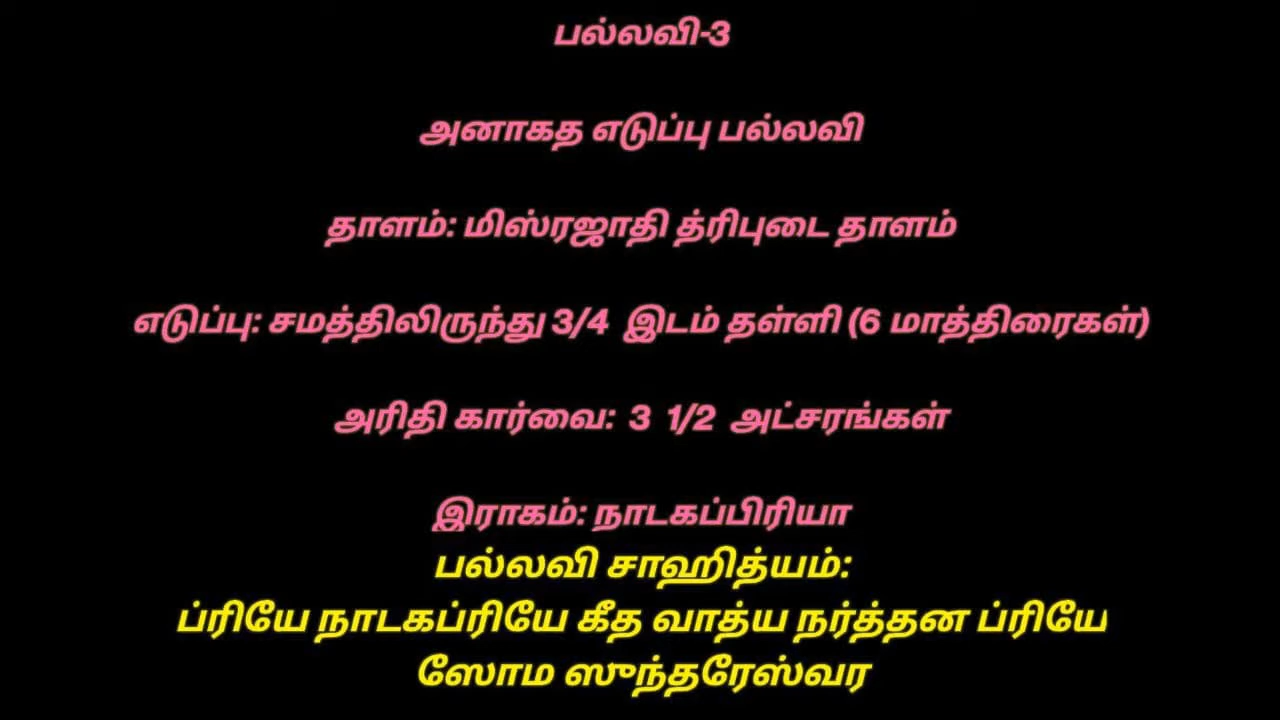 பல்லவி-3
அனாகத எடுப்பு பல்லவி
தாளம்: மிஸ்ரஜாதி த்ரிபுடை தாளம்
எடுப்பு: சமத்திலிருந்து 3/4 இடம் தள்ளி (6 மாத்திரைகள்)
அரிதி கார்வை: 3 1/2 அட்சரங்கள்
இராகம்: நாடகப்பிரியா
பல்லவி சாஹித்யம்:
ப்ரியே நாடகப்ரியே கீத வாத்ய நர்த்தன ப்ரியே
ஸோம ஸுந்தரேஸ்வர